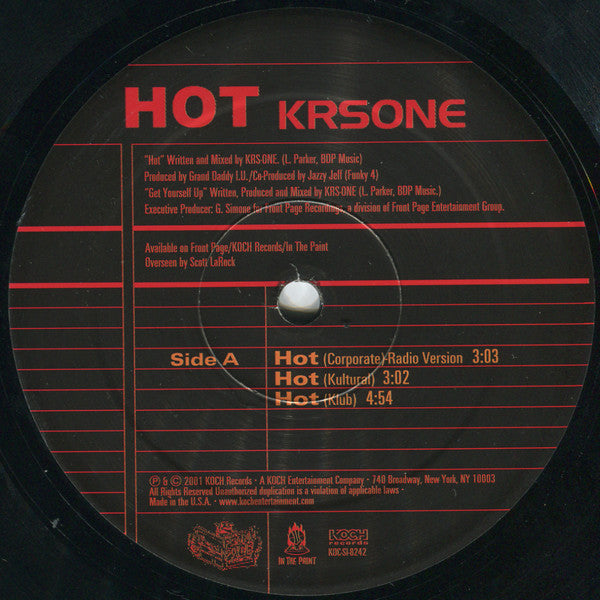 HOT KRSONE
"Hot" Written and Mixed by KRS-ONE. (L. Parker, BDP Music)
Produced by Grand Daddy I.U./Co-Produced by Jazzy Jeff (Funky 4)
"Get Yourself Up" Written, Produced and Mixed by KRS-ONE (L. Parker, BDP Music.)
Executive Producer: G. Simone for Front Page Recordings, a division of Front Page Entertainment Group.
Available on Front Page/KOCH Records/In The Paint
Overseen by Scott LaRock
Side A
Hot (Corporate)-Radio Version 3:03
Hot (Kultural) 3:02
Hot (Klub) 4:54
℗ & © 2001 KOCH Records · A KOCH Entertainment Company · 740 Broadway, New York, NY 10003
All Rights Reserved Unauthorized duplication is a violation of applicable laws ·
Made in the U.S.A. · www.kochentertainment.com
IN THE PAINT
KOCH
records
KOC-SI-8242